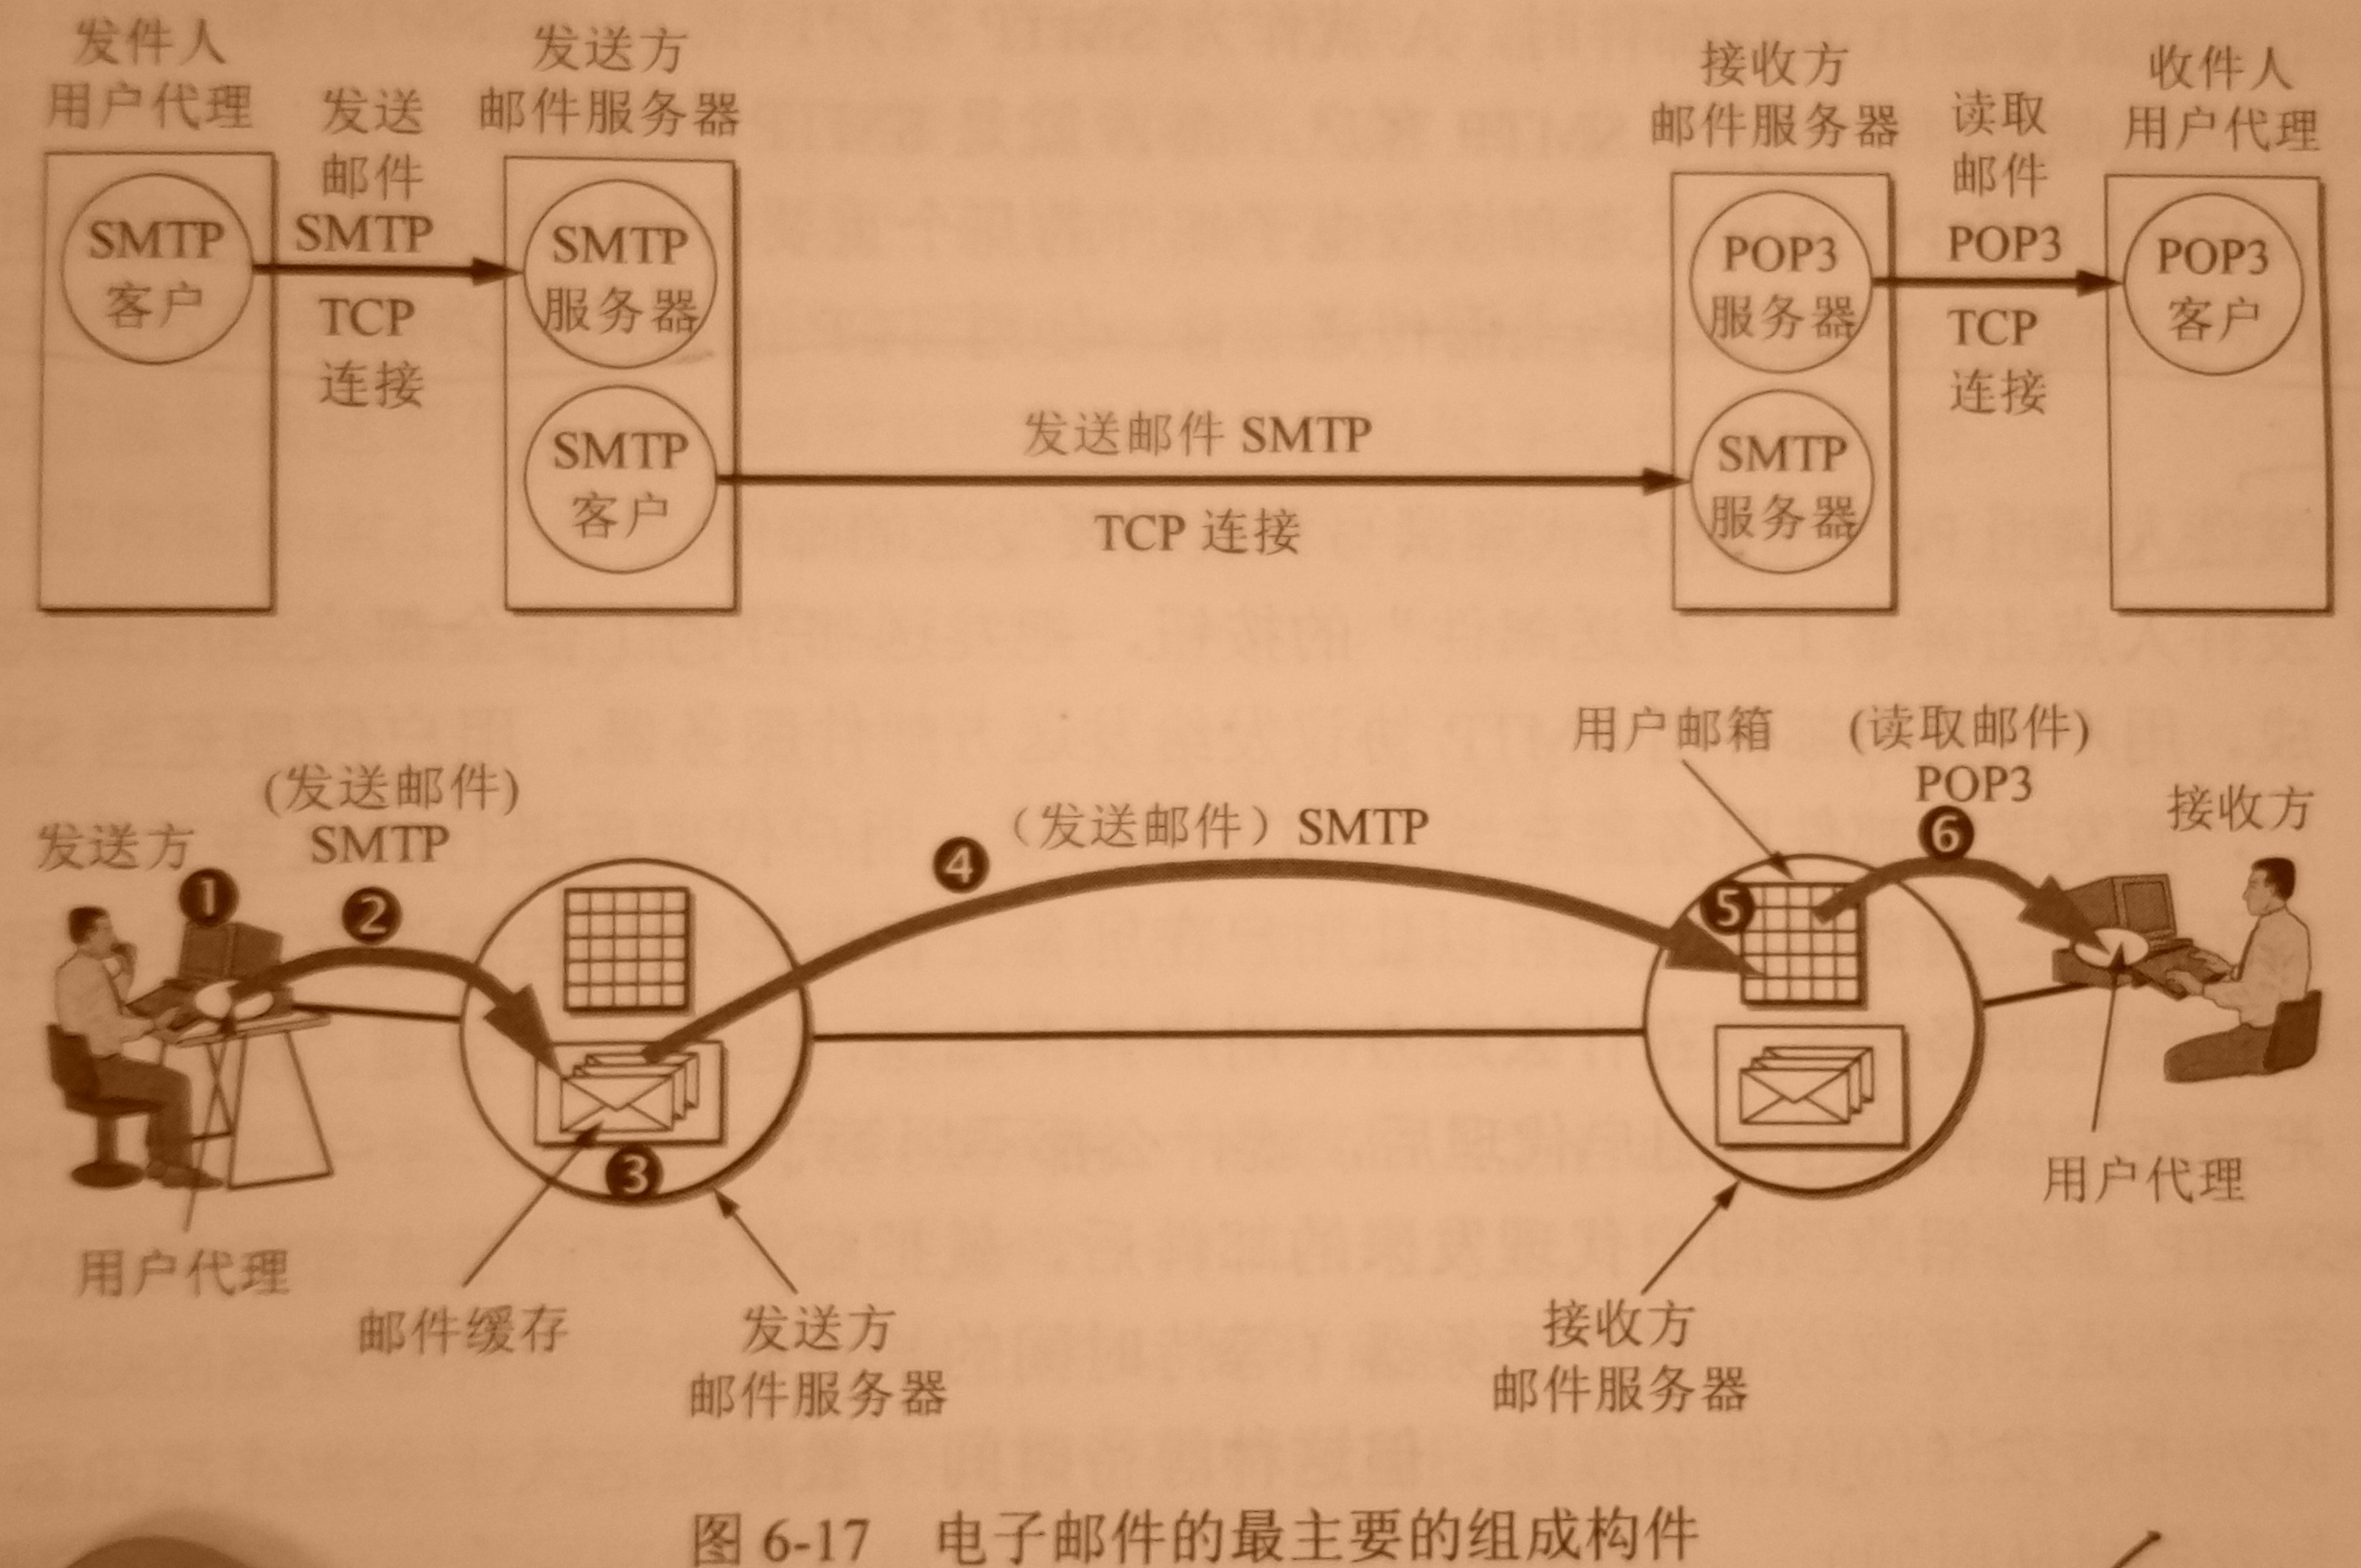 发件人
用户代理
发送
邮件
SMTP
TCP
连接
发送方
邮件服务器
接收方
邮件服务器
读取
邮件
POP3
TCP
连接
收件人
用户代理
SMTP
客户
SMTP
服务器
SMTP
客户
发送邮件 SMTP
TCP 连接
POP3
服务器
SMTP
服务器
POP3
客户
用户邮箱
(读取邮件)
POP3
(发送邮件)
SMTP
(发送邮件) SMTP
发送方
接收方
❶
❷
❸
❹
❺
❻
用户代理
邮件缓存
发送方
邮件服务器
接收方
邮件服务器
用户代理
图 6-17 电子邮件的最主要的组成构件